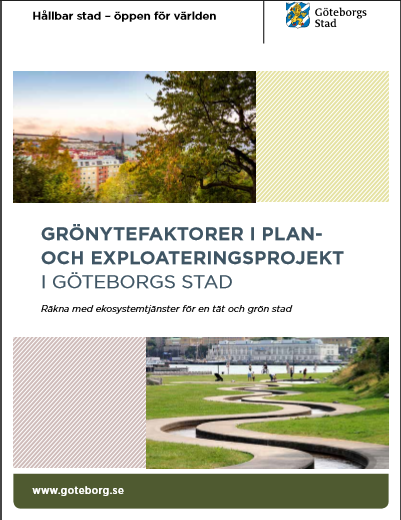 Hållbar stad – öppen för världen
Göteborgs
Stad
GRÖNYTEFAKTORER I PLAN-
OCH EXPLOATERINGSPROJEKT
I GÖTEBORGS STAD
Räkna med ekosystemtjänster för en tät och grön stad
www.goteborg.se